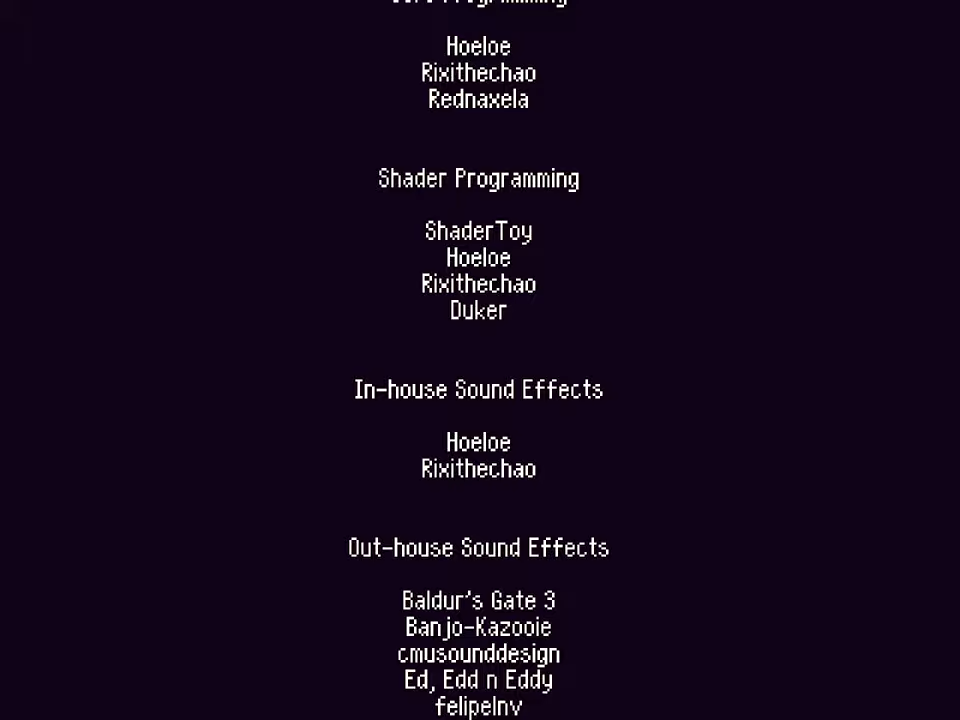 Programming
Hoeloe
Rixithechao
Rednaxela
Shader Programming
ShaderToy
Hoeloe
Rixithechao
Duker
In-house Sound Effects
Hoeloe
Rixithechao
Out-house Sound Effects
Baldur's Gate 3
Banjo-Kazooie
cmusounddesign
Ed, Edd n Eddy
felipelnv